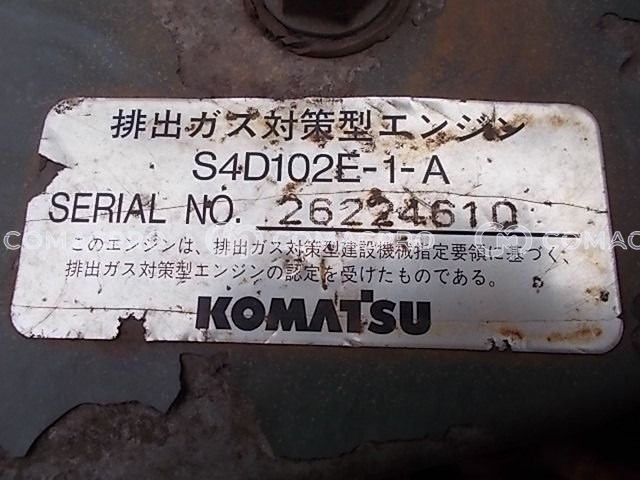 排出ガス対策型エンジン
S4D102E-1-A
SERIAL NO. 26224610
このエンジンは、排出ガス対策型建設機械指定要領に基づく、
排出ガス対策型エンジンの認定を受けたものである。
KOMATSU